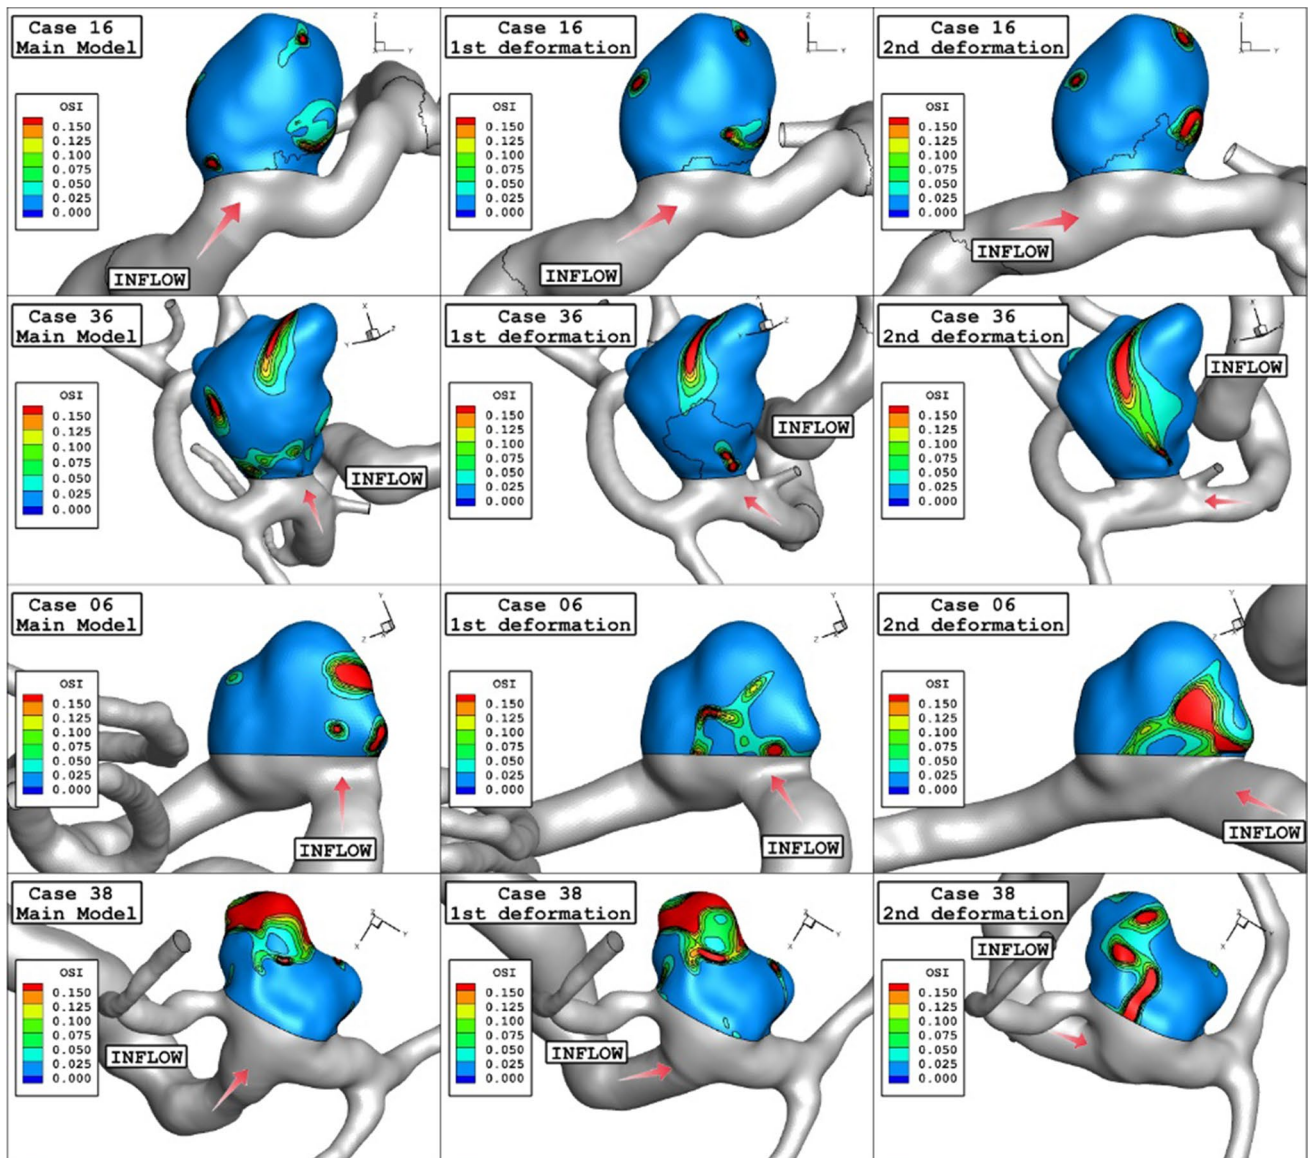 Case 16
Main Model
OSI
0.150
0.125
0.100
0.075
0.050
0.025
0.000
INFLOW
Z
X
Y
Case 16
1st deformation
OSI
0.150
0.125
0.100
0.075
0.050
0.025
0.000
INFLOW
Z
Y
Case 16
2nd deformation
OSI
0.150
0.125
0.100
0.075
0.050
0.025
0.000
INFLOW
Z
Y
Case 36
Main Model
OSI
0.150
0.125
0.100
0.075
0.050
0.025
0.000
INFLOW
X
Y
Z
Case 36
1st deformation
OSI
0.150
0.125
0.100
0.075
0.050
0.025
0.000
INFLOW
X
Y
Z
Case 36
2nd deformation
OSI
0.150
0.125
0.100
0.075
0.050
0.025
0.000
INFLOW
X
Y
Z
Case 06
Main Model
OSI
0.150
0.125
0.100
0.075
0.050
0.025
0.000
INFLOW
Y
Z
Case 06
1st deformation
OSI
0.150
0.125
0.100
0.075
0.050
0.025
0.000
INFLOW
Y
Z
Case 06
2nd deformation
OSI
0.150
0.125
0.100
0.075
0.050
0.025
0.000
INFLOW
Y
Z
Case 38
Main Model
OSI
0.150
0.125
0.100
0.075
0.050
0.025
0.000
INFLOW
Z
X
Y
Case 38
1st deformation
OSI
0.150
0.125
0.100
0.075
0.050
0.025
0.000
INFLOW
Z
X
Y
Case 38
2nd deformation
OSI
0.150
0.125
0.100
0.075
0.050
0.025
0.000
INFLOW
Z
X
Y